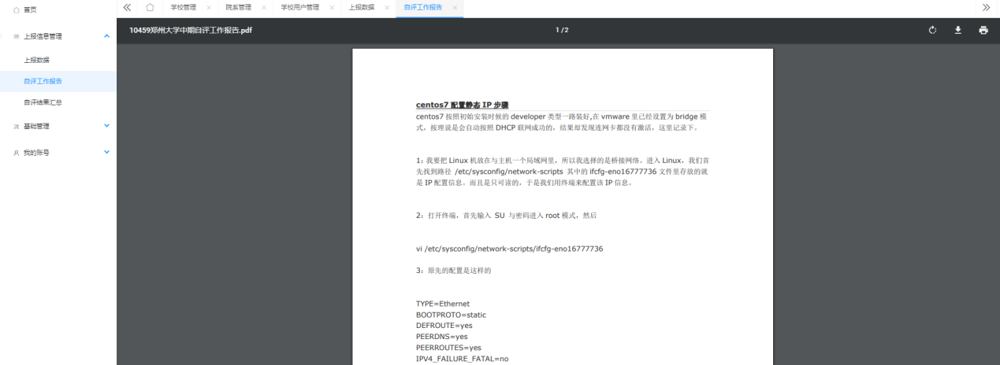 首页
学校管理 × 院系管理 × 学校用户管理 × 上报数据 × 自评工作报告 ×
上报信息管理
上报数据
自评工作报告
自评结果汇总
基础管理
我的账号
10459郑州大学中期自评工作报告.pdf
1 / 2
centos7 配置静态 IP 步骤
centos7 按照初始安装时候的 developer 类型一路装好,在 vmware 里已经设置为 bridge 模
式。按理说是会自动按照 DHCP 联网成功的，结果却发现连网卡都没有激活，这里记录下。
1：我要把 Linux 机放在与主机一个局域网里，所以我选择的是桥接网络。进入 Linux，我们首
先找到路径 /etc/sysconfig/network-scripts 其中的 ifcfg-eno16777736 文件里存放的就
是 IP 配置信息。而且是只可读的，于是我们用终端来配置该 IP 信息。
2：打开终端，首先输入 SU 与密码进入 root 模式，然后
vi /etc/sysconfig/network-scripts/ifcfg-eno16777736
3：原先的配置是这样的
TYPE=Ethernet
BOOTPROTO=static
DEFROUTE=yes
PEERDNS=yes
PEERROUTES=yes
IPV4_FAILURE_FATAL=no